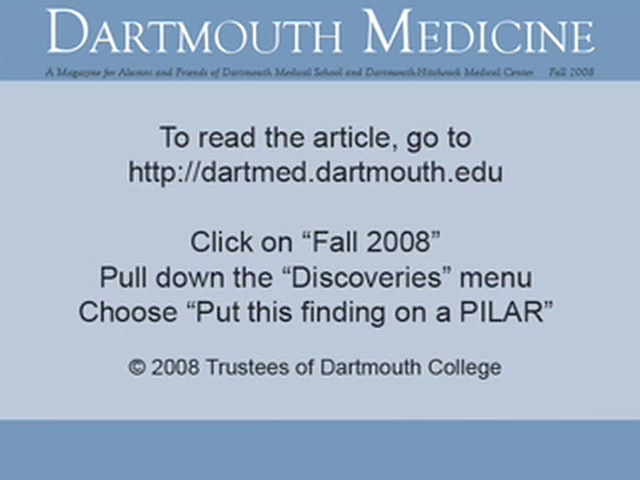 DARTMOUTH MEDICINE
A Magazine for Alumni and Friends of Dartmouth Medical School and Dartmouth-Hitchcock Medical Center Fall 2008
To read the article, go to
http://dartmed.dartmouth.edu
Click on “Fall 2008”
Pull down the “Discoveries” menu
Choose “Put this finding on a PILAR”
© 2008 Trustees of Dartmouth College